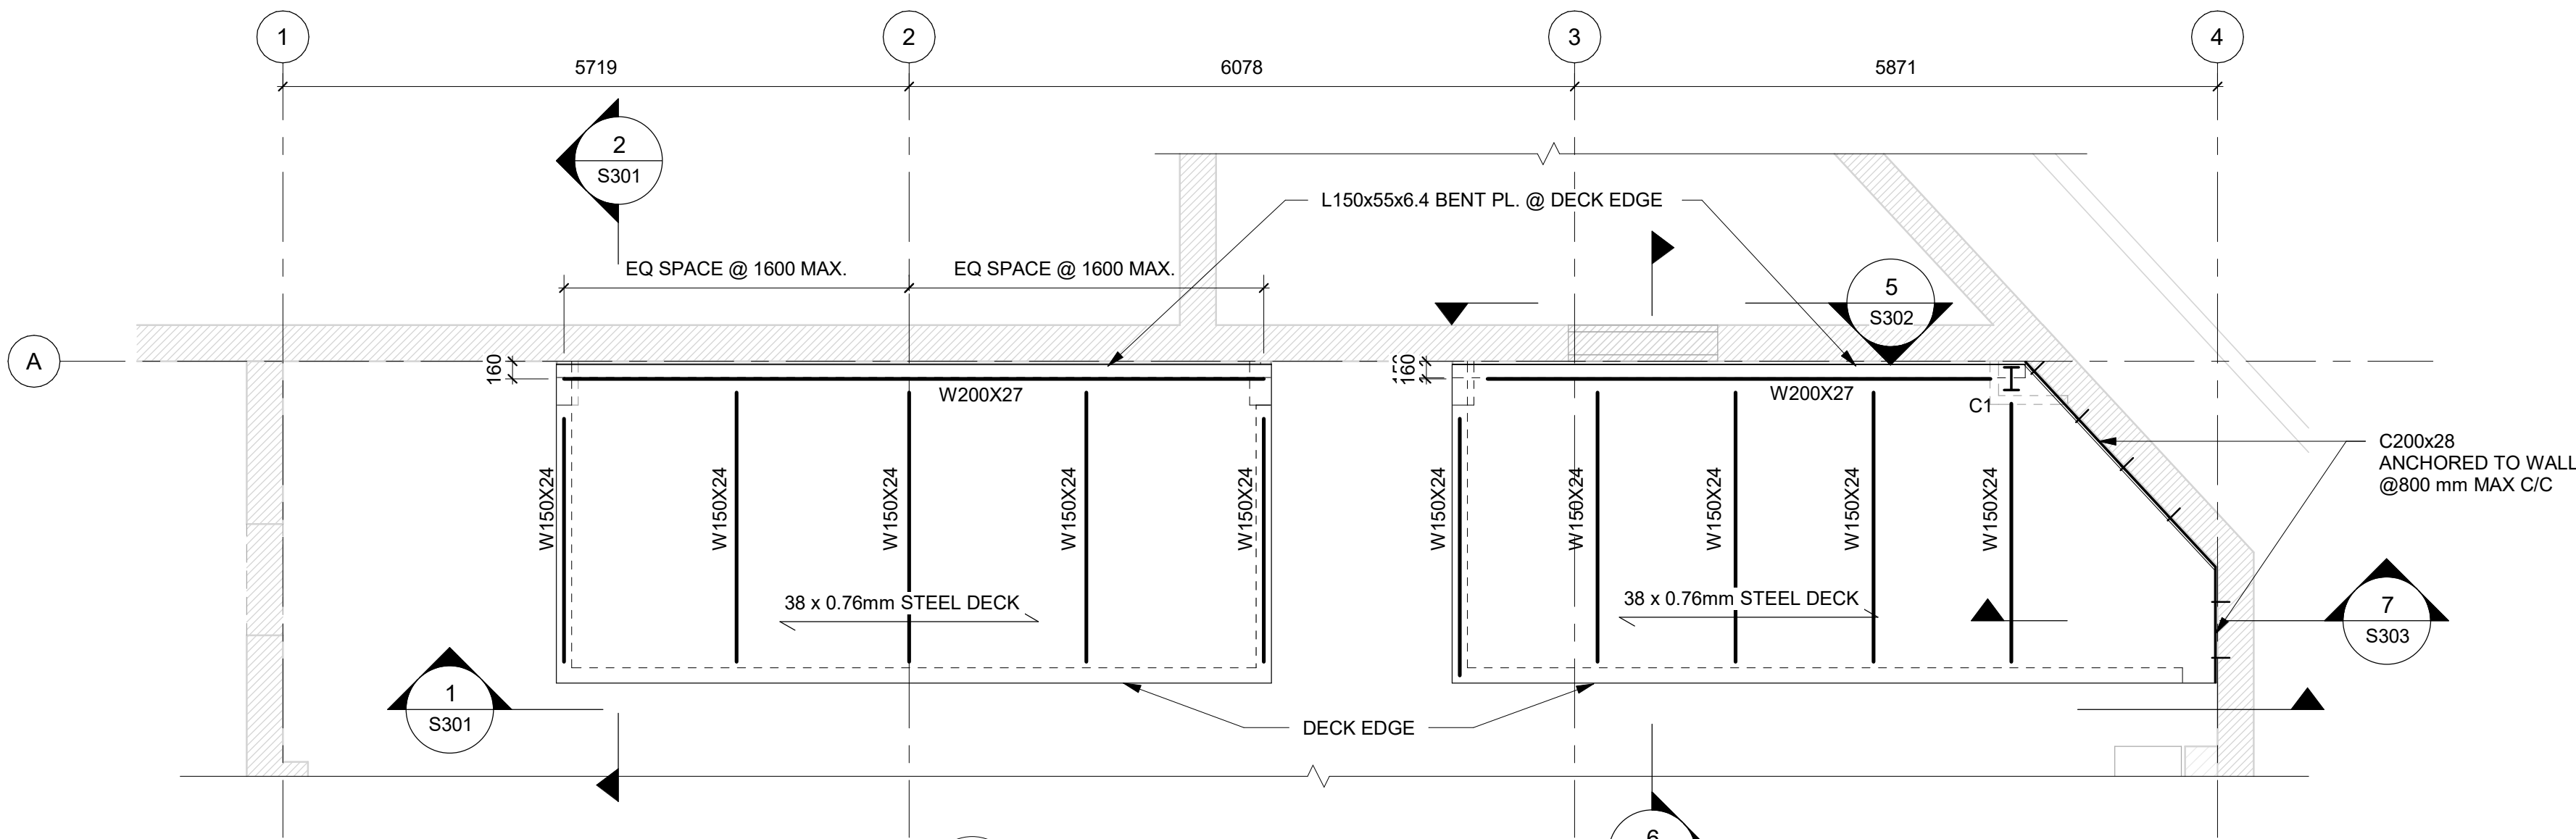 1
2
3
4
5719
6078
5871
2
S301
L150x55x6.4 BENT PL. @ DECK EDGE
EQ SPACE @ 1600 MAX.
EQ SPACE @ 1600 MAX.
5
S302
A
160
160
W200X27
W200X27
C1
C200x28
ANCHORED TO WALL
@800 mm MAX C/C
W150X24
W150X24
W150X24
W150X24
W150X24
W150X24
W150X24
W150X24
W150X24
W150X24
38 x 0.76mm STEEL DECK
38 x 0.76mm STEEL DECK
7
S303
1
S301
DECK EDGE
6